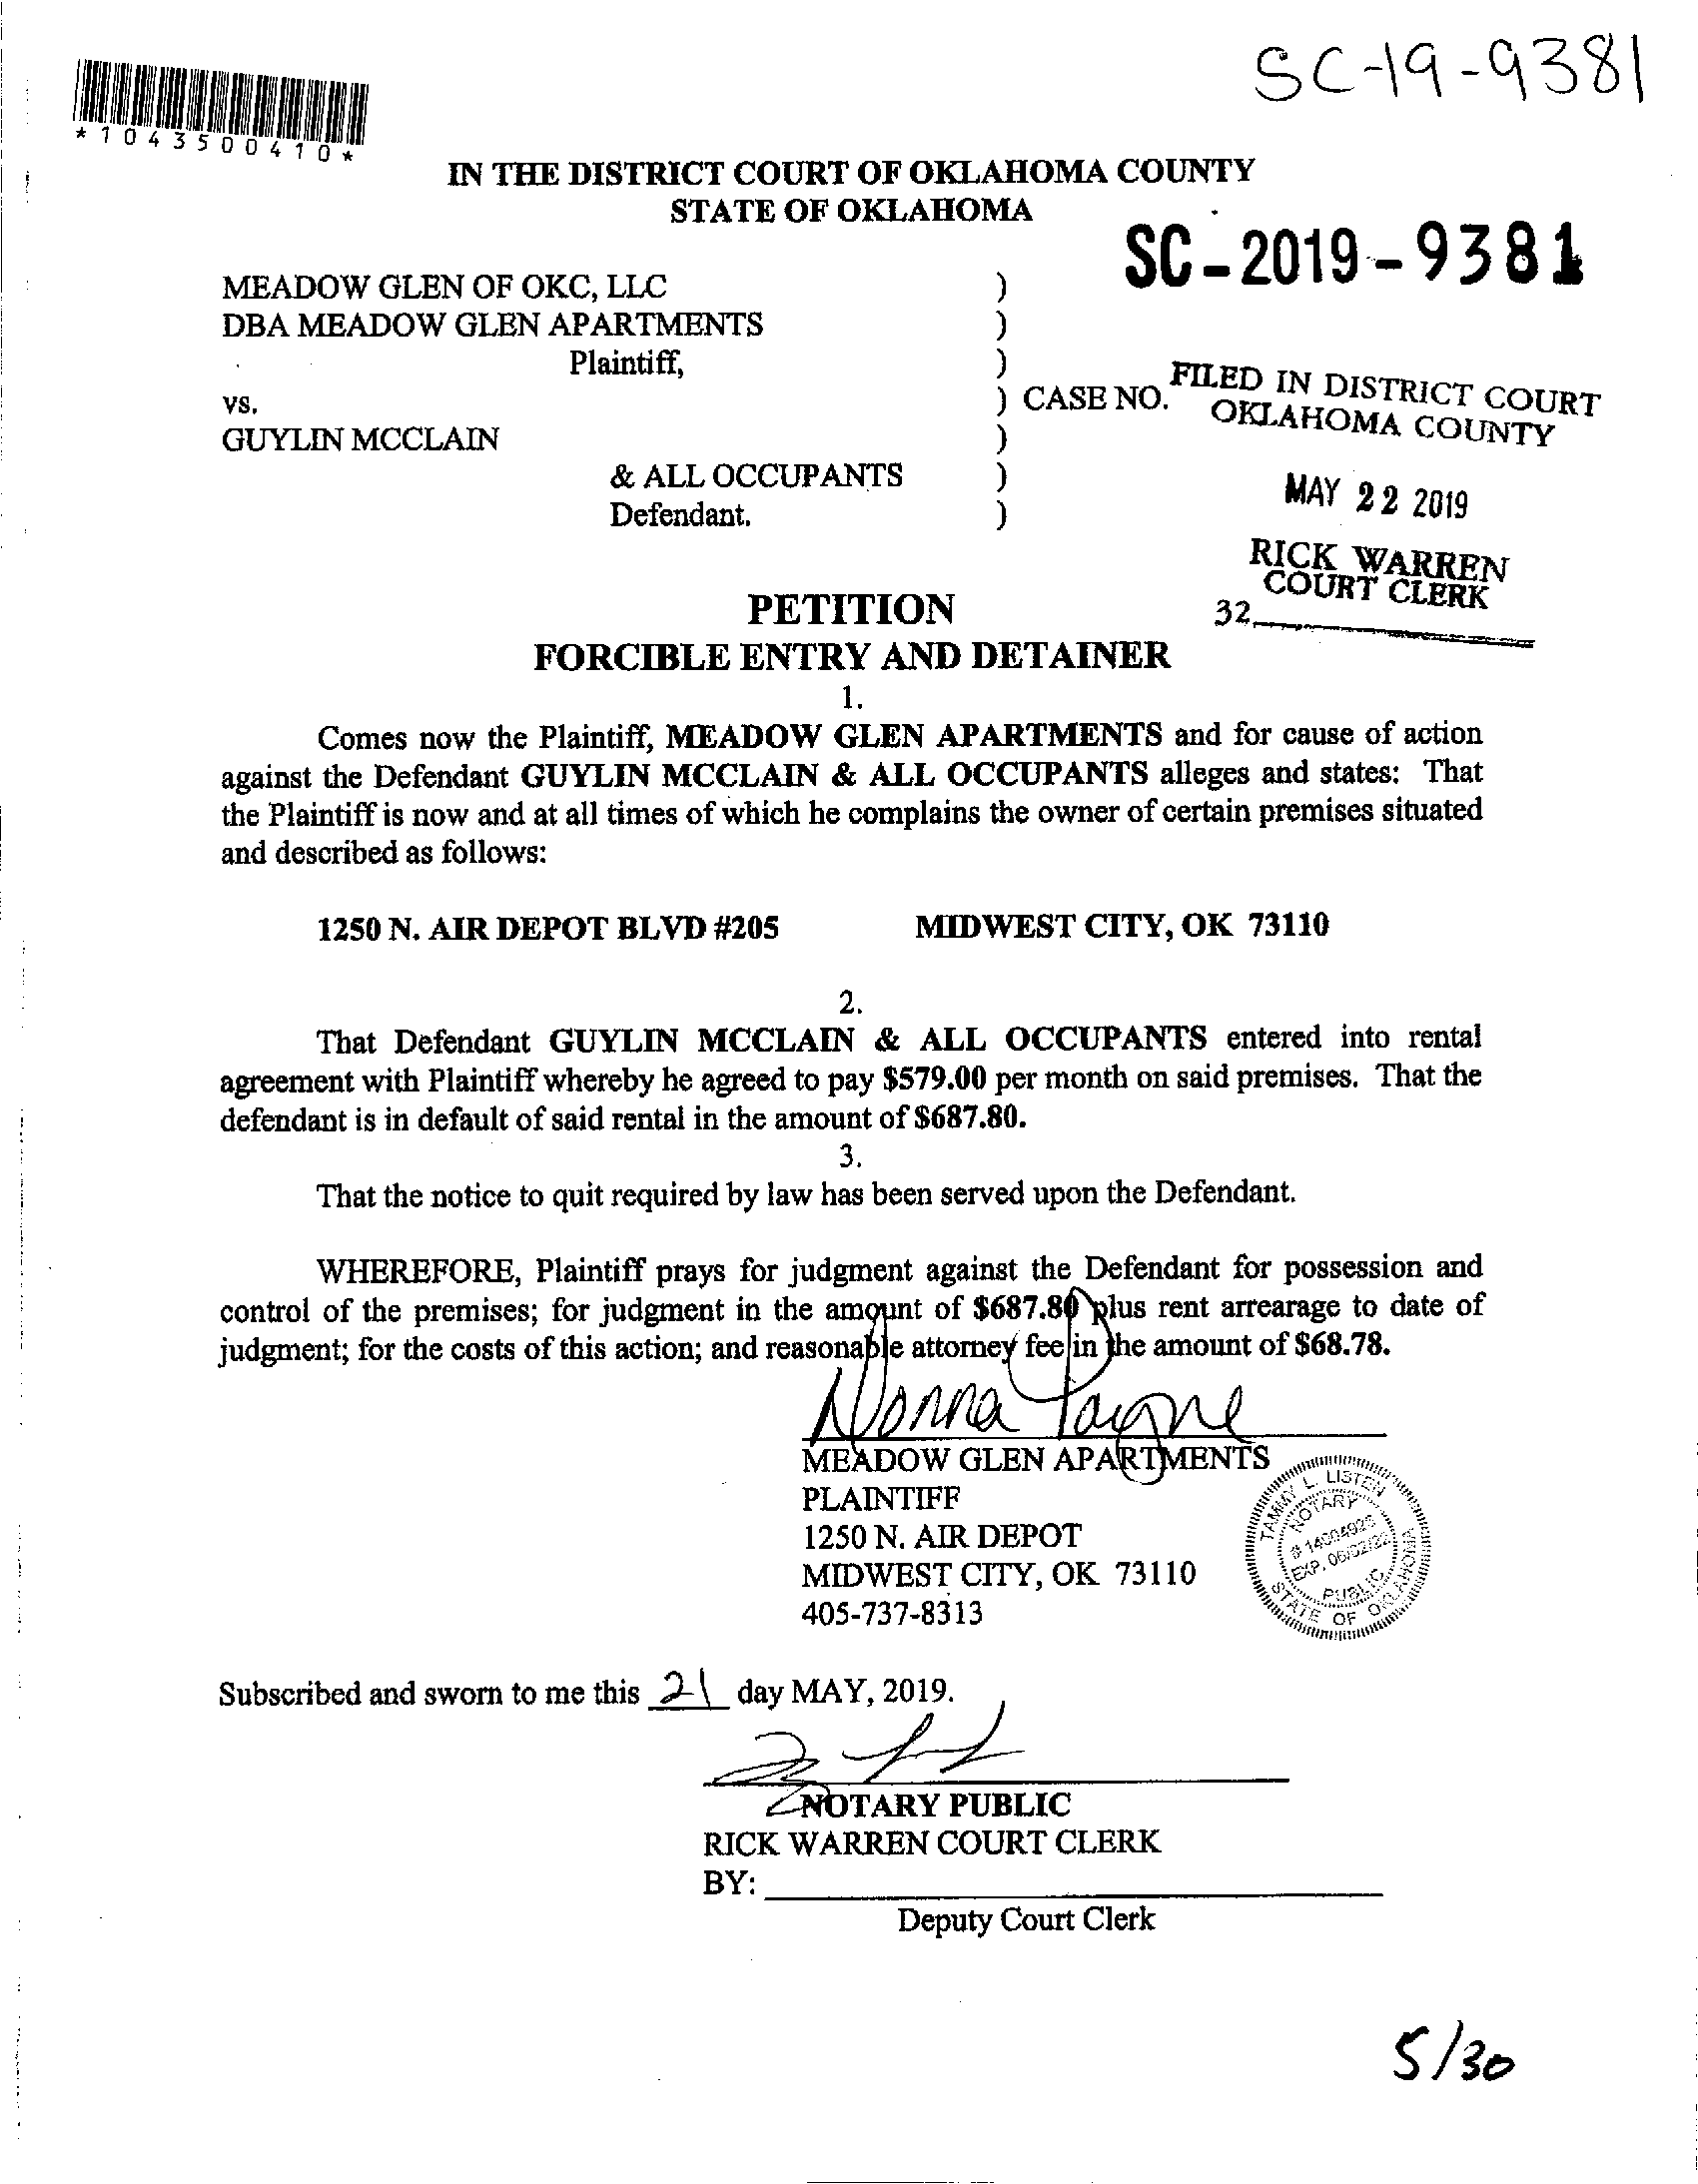 SC-19-9381
*1043500410*
IN THE DISTRICT COURT OF OKLAHOMA COUNTY
STATE OF OKLAHOMA
SC-2019-9381
MEADOW GLEN OF OKC, LLC )
DBA MEADOW GLEN APARTMENTS )
Plaintiff, )
vs. ) CASE NO.
GUYLIN MCCLAIN )
& ALL OCCUPANTS )
Defendant. )
FILED IN DISTRICT COURT
OKLAHOMA COUNTY
MAY 22 2019
RICK WARREN
COURT CLERK
32
PETITION
FORCIBLE ENTRY AND DETAINER
1.
Comes now the Plaintiff, MEADOW GLEN APARTMENTS and for cause of action
against the Defendant GUYLIN MCCLAIN & ALL OCCUPANTS alleges and states: That
the Plaintiff is now and at all times of which he complains the owner of certain premises situated
and described as follows:
1250 N. AIR DEPOT BLVD #205 MIDWEST CITY, OK 73110
2.
That Defendant GUYLIN MCCLAIN & ALL OCCUPANTS entered into rental
agreement with Plaintiff whereby he agreed to pay $579.00 per month on said premises. That the
defendant is in default of said rental in the amount of $687.80.
3.
That the notice to quit required by law has been served upon the Defendant.
WHEREFORE, Plaintiff prays for judgment against the Defendant for possession and
control of the premises; for judgment in the amount of $687.80 plus rent arrearage to date of
judgment; for the costs of this action; and reasonable attorney fee in the amount of $68.78.
Donna Payne
MEADOW GLEN APARTMENTS
PLAINTIFF
1250 N. AIR DEPOT
MIDWEST CITY, OK 73110
405-737-8313
TAMMY L. LISTEN
NOTARY
# 14004923
EXP. 06/02/22
PUBLIC
STATE OF OKLAHOMA
Subscribed and sworn to me this 21 day MAY, 2019.
NOTARY PUBLIC
RICK WARREN COURT CLERK
BY:
Deputy Court Clerk
5/30